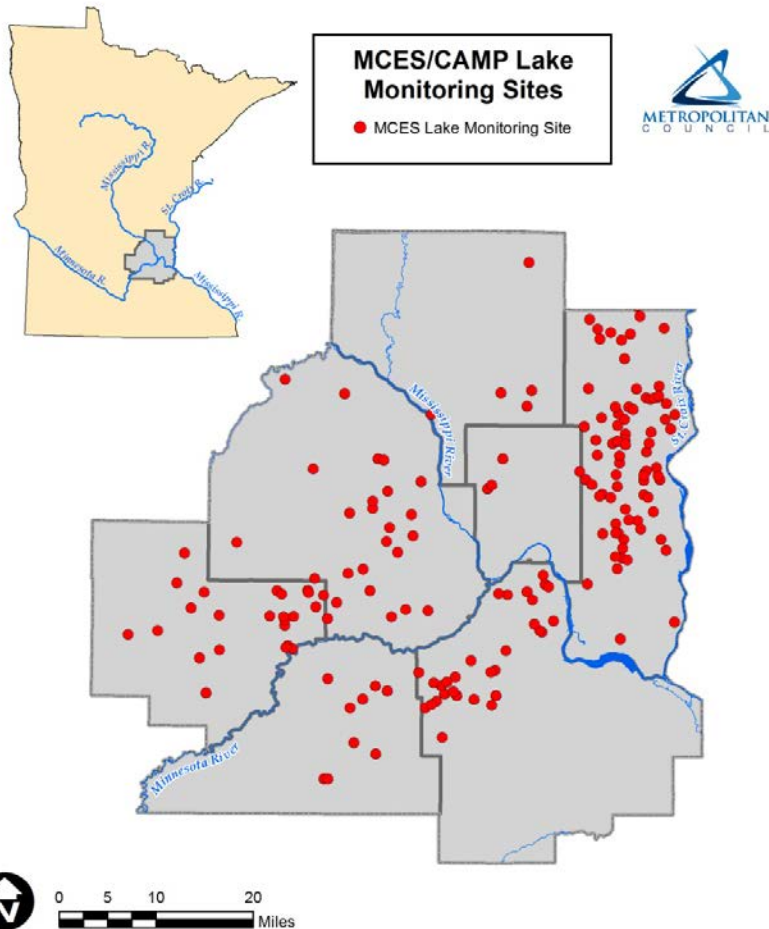 MCES/CAMP Lake
Monitoring Sites
MCES Lake Monitoring Site
METROPOLITAN
COUNCIL
Mississippi R.
St. Croix R.
Minnesota R.
Mississippi R.
Mississippi River
St. Croix River
Minnesota River
N
0 5 10 20
Miles